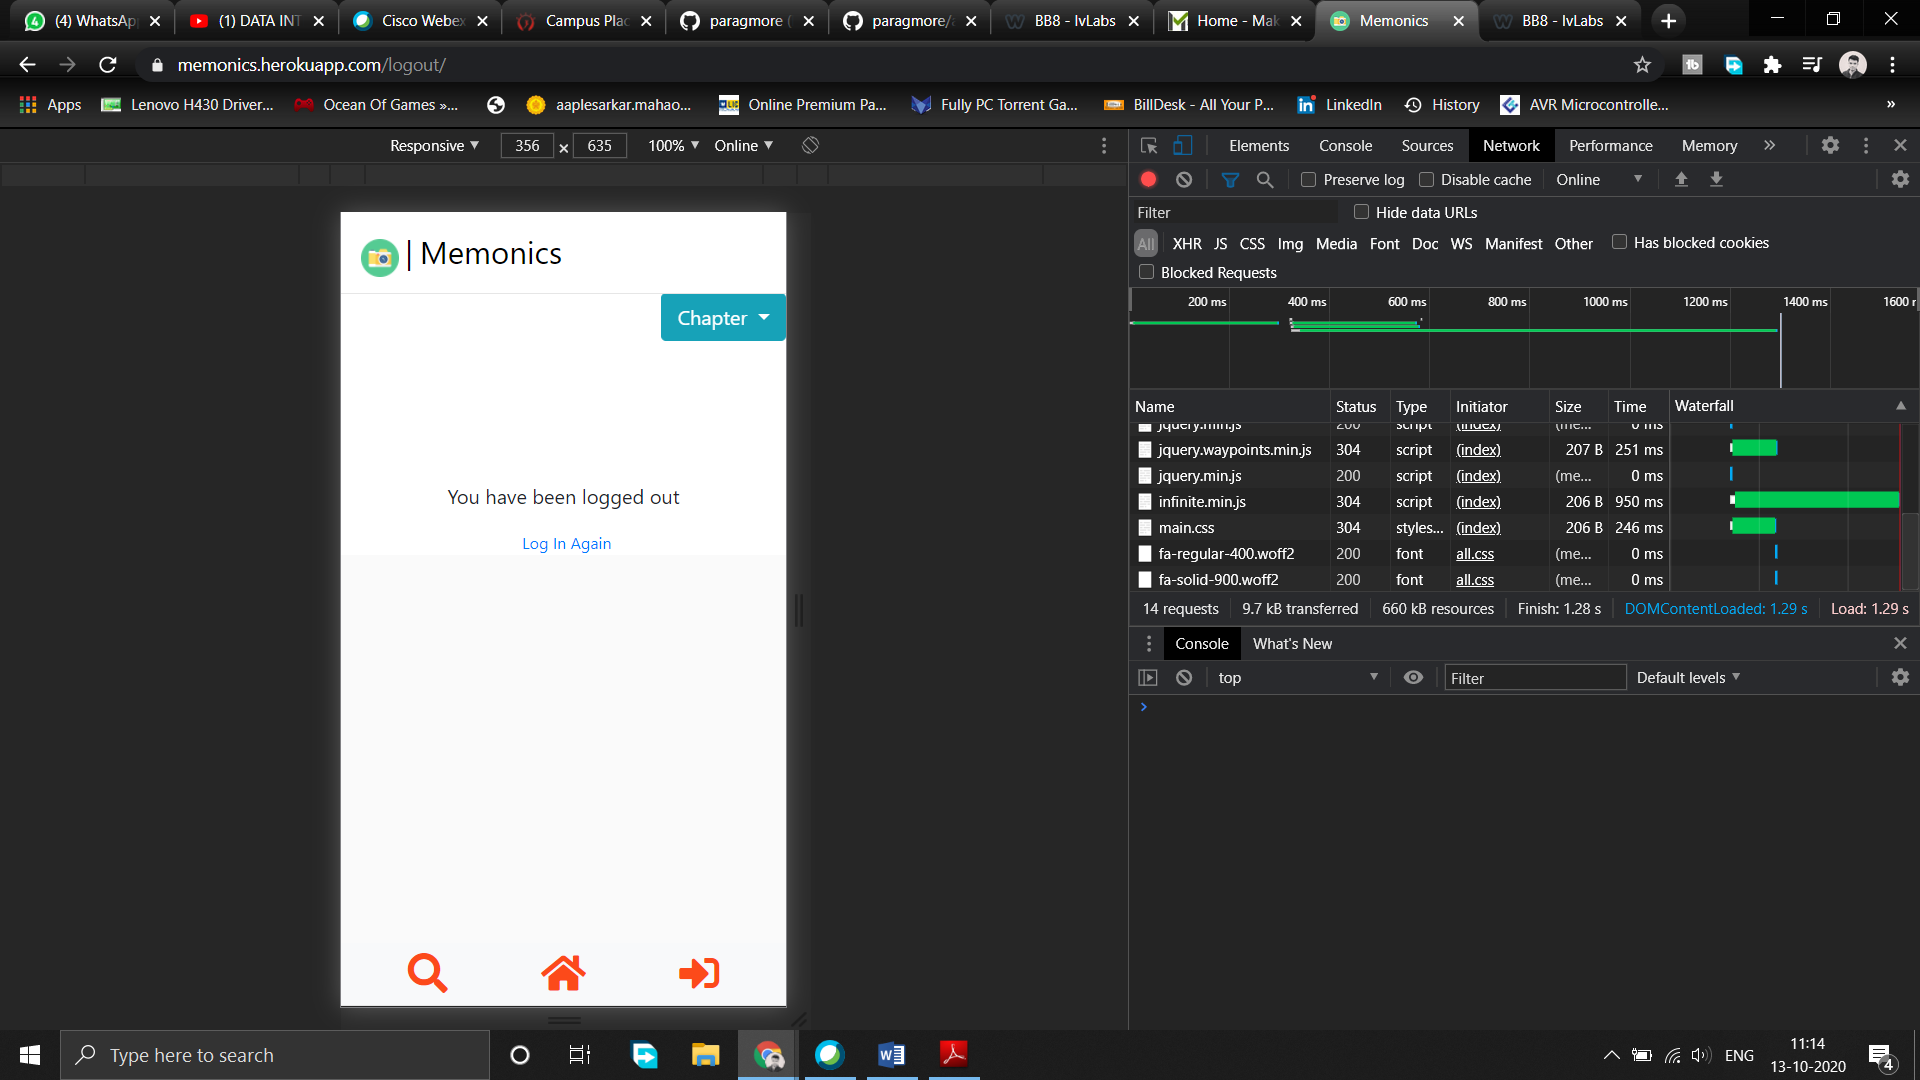 (4) WhatsAp
(1) DATA INT
Cisco Webex
Campus Plac
paragmore (
paragmore/a
BB8 - IvLabs
Home - Mak
Memonics
BB8 - IvLabs
memonics.herokuapp.com/logout/
Apps
Lenovo H430 Driver...
Ocean Of Games »...
aaplesarkar.mahao...
Online Premium Pa...
Fully PC Torrent Ga...
BillDesk - All Your P...
LinkedIn
History
AVR Microcontrolle...
»
Responsive 356 × 635 100% Online
Elements Console Sources Network Performance Memory »
Preserve log Disable cache Online
Filter Hide data URLs
All XHR JS CSS Img Media Font Doc WS Manifest Other Has blocked cookies
Blocked Requests
200 ms 400 ms 600 ms 800 ms 1000 ms 1200 ms 1400 ms 1600 r
| Memonics
Chapter
You have been logged out
Log In Again
Name Status Type Initiator Size Time Waterfall
jquery.min.js 200 script (index) (me... 0 ms
jquery.waypoints.min.js 304 script (index) 207 B 251 ms
jquery.min.js 200 script (index) (me... 0 ms
infinite.min.js 304 script (index) 206 B 950 ms
main.css 304 styles... (index) 206 B 246 ms
fa-regular-400.woff2 200 font all.css (me... 0 ms
fa-solid-900.woff2 200 font all.css (me... 0 ms
14 requests 9.7 kB transferred 660 kB resources Finish: 1.28 s DOMContentLoaded: 1.29 s Load: 1.29 s
Console What's New
top Filter Default levels
Type here to search
ENG
11:14
13-10-2020
4